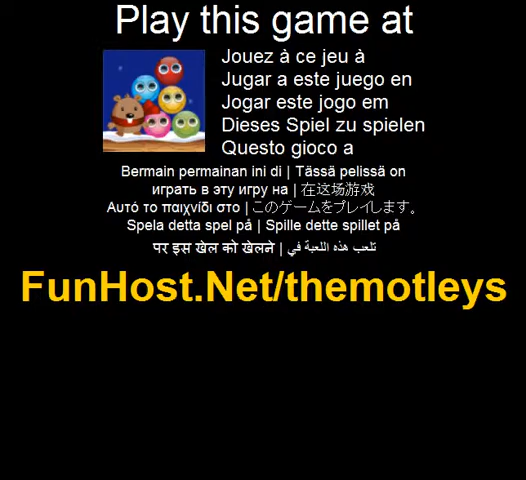 Play this game at
Jouez à ce jeu à
Jugar a este juego en
Jogar este jogo em
Dieses Spiel zu spielen
Questo gioco a
Bermain permainan ini di | Tässä pelissä on
играть в эту игру на | 在这场游戏
Αυτό το παιχνίδι στο | このゲームをプレイします。
Spela detta spel på | Spille dette spillet på
पर इस खेल को खेलने | تلعب هذه اللعبة في
FunHost.Net/themotleys